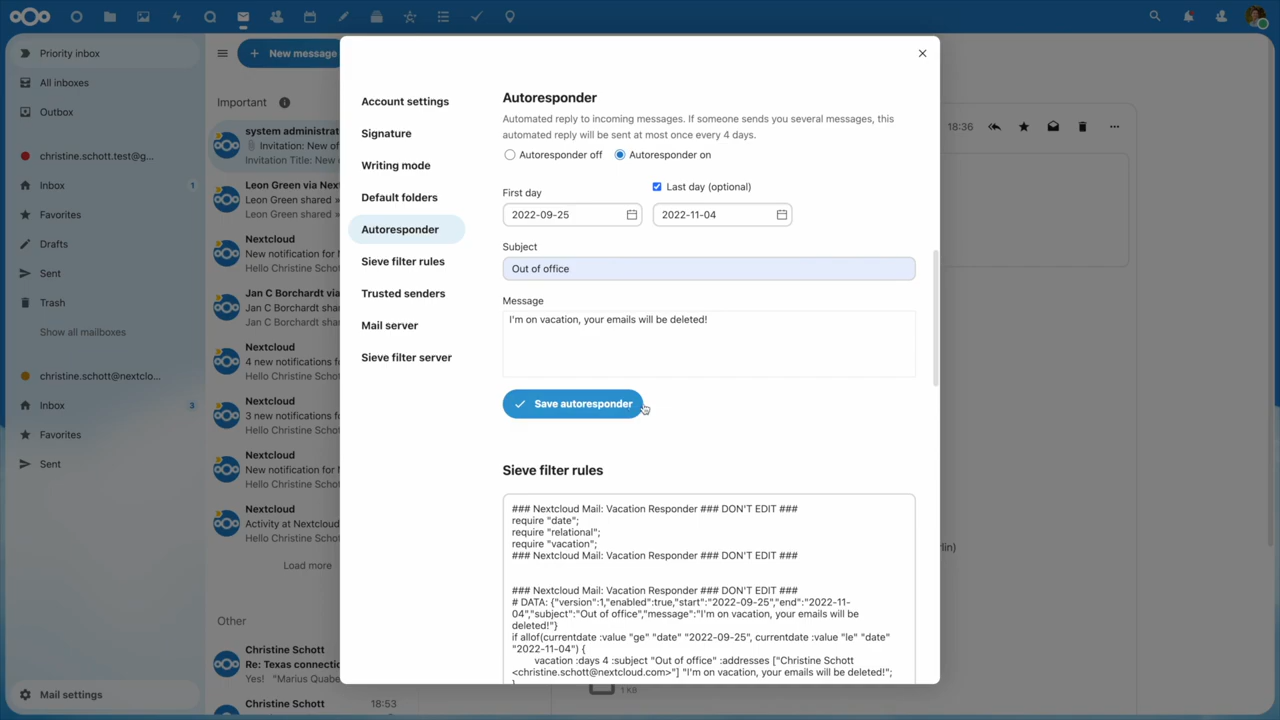 Priority inbox
All inboxes
Outbox
christine.schott.test@g...
Inbox 1
Favorites
Drafts
Sent
Trash
Show all mailboxes
christine.schott@nextclo...
Inbox 3
Favorites
Sent
Mail settings
New message
Important
system administrat
Invitation: New of
Invitation Title: New
Leon Green via Nex
Leon Green shared »
Leon Green shared »
Nextcloud
New notification for
Hello Christine Schot
Jan C Borchardt via
Jan C Borchardt shar
Jan C Borchardt shar
Nextcloud
4 new notifications fo
Hello Christine Schot
Nextcloud
3 new notifications fo
Hello Christine Schot
Nextcloud
New notification for M
Hello Christine Schot
Nextcloud
Activity at Nextcloud
Hello Christine Schot
Load more
Other
Christine Schott
Re: Texas connectio
Yes! "Marius Quabe
Christine Schott 18:53
Account settings
Signature
Writing mode
Default folders
Autoresponder
Sieve filter rules
Trusted senders
Mail server
Sieve filter server
Autoresponder
Automated reply to incoming messages. If someone sends you several messages, this
automated reply will be sent at most once every 4 days.
Autoresponder off Autoresponder on
First day Last day (optional)
2022-09-25 2022-11-04
Subject
Out of office
Message
I'm on vacation, your emails will be deleted!
Save autoresponder
Sieve filter rules
### Nextcloud Mail: Vacation Responder ### DON'T EDIT ###
require "date";
require "relational";
require "vacation";
### Nextcloud Mail: Vacation Responder ### DON'T EDIT ###
### Nextcloud Mail: Vacation Responder ### DON'T EDIT ###
# DATA: {"version":1,"enabled":true,"start":"2022-09-25","end":"2022-11-
04","subject":"Out of office","message":"I'm on vacation, your emails will be
deleted!"}
if allof(currentdate :value "ge" "date" "2022-09-25", currentdate :value "le" "date"
"2022-11-04") {
vacation :days 4 :subject "Out of office" :addresses ["Christine Schott
<christine.schott@nextcloud.com>"] "I'm on vacation, your emails will be deleted!";
}
18:36
lin)
1 KB